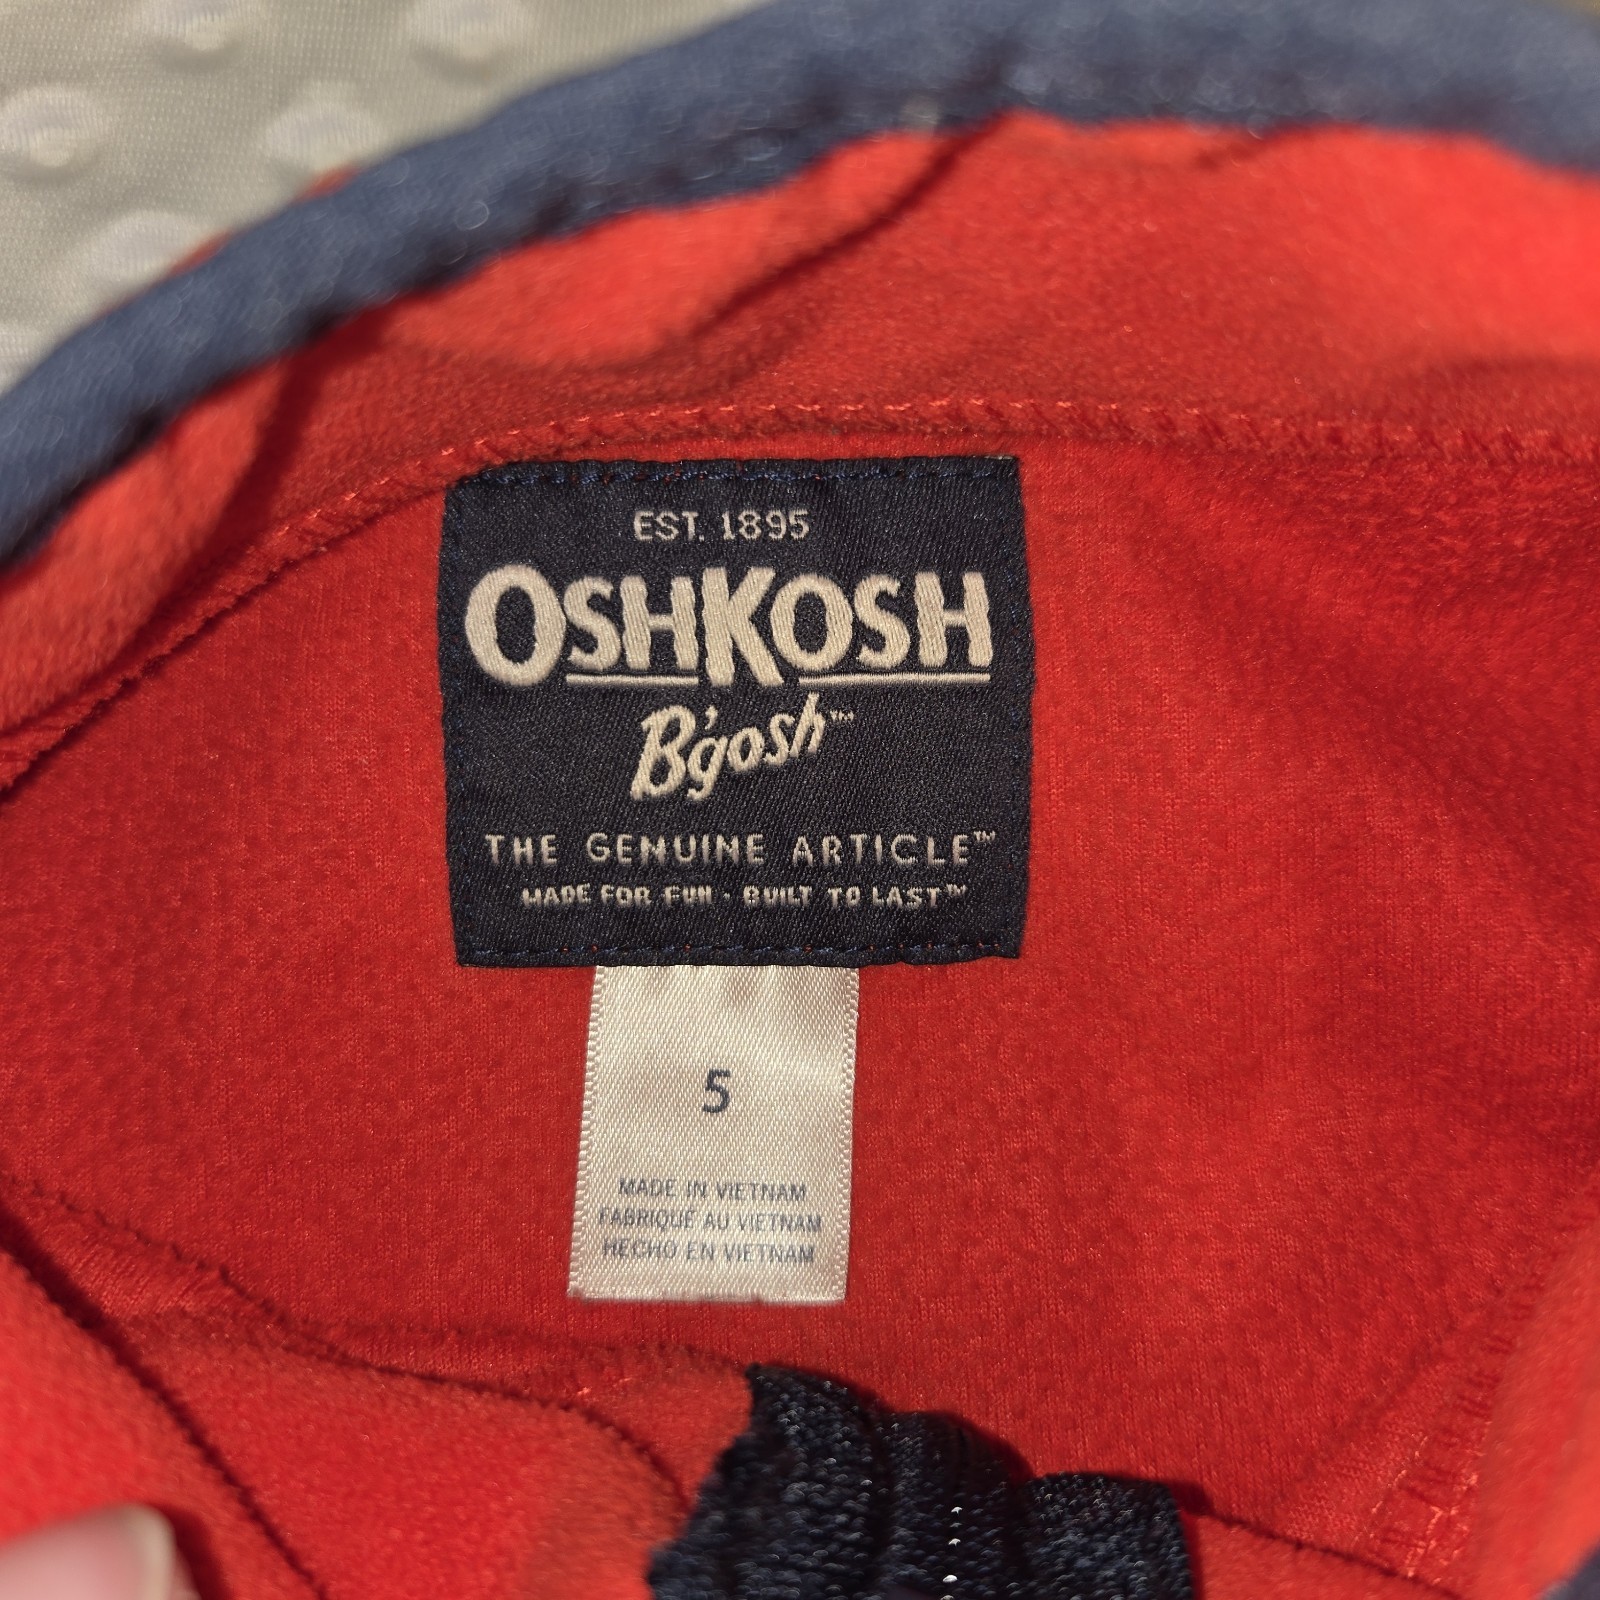 EST. 1895
OSHKOSH
B'gosh™
THE GENUINE ARTICLE™
MADE FOR FUN · BUILT TO LAST™
5
MADE IN VIETNAM
FABRIQUÉ AU VIETNAM
HECHO EN VIETNAM